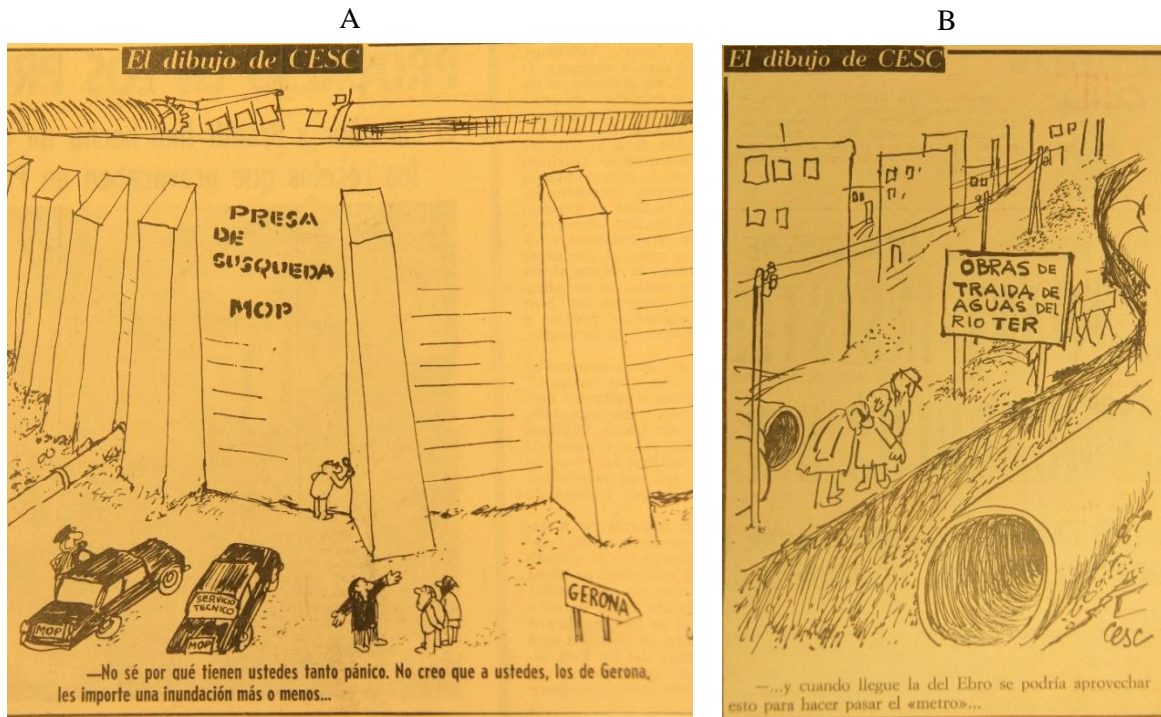 A
El dibujo de CESC
PRESA
DE
SUSQUEDA
MOP
SERVICIO
TECNICO
MOP
MOP
GERONA
—No sé por qué tienen ustedes tanto pánico. No creo que a ustedes, los de Gerona,
les importe una inundación más o menos...
B
El dibujo de CESC
OBRAS DE
TRAIDA DE
AGUAS DEL
RIO TER
Cesc
—...y cuando llegue la del Ebro se podría aprovechar
esto para hacer pasar el «metro»...